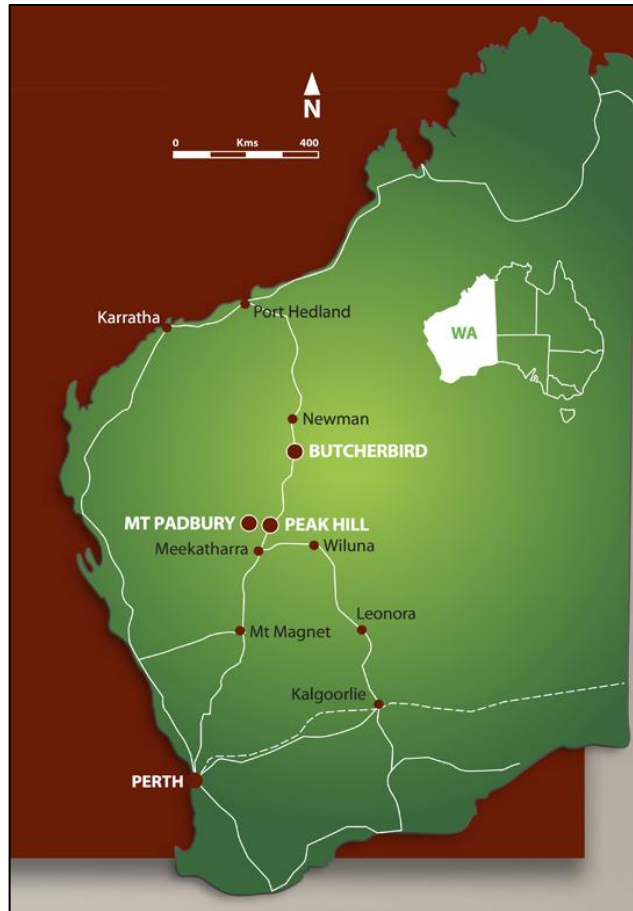 N
0 Kms 400
WA
Karratha
Port Hedland
Newman
BUTCHERBIRD
MT PADBURY
PEAK HILL
Meekatharra
Wiluna
Mt Magnet
Leonora
Kalgoorlie
PERTH